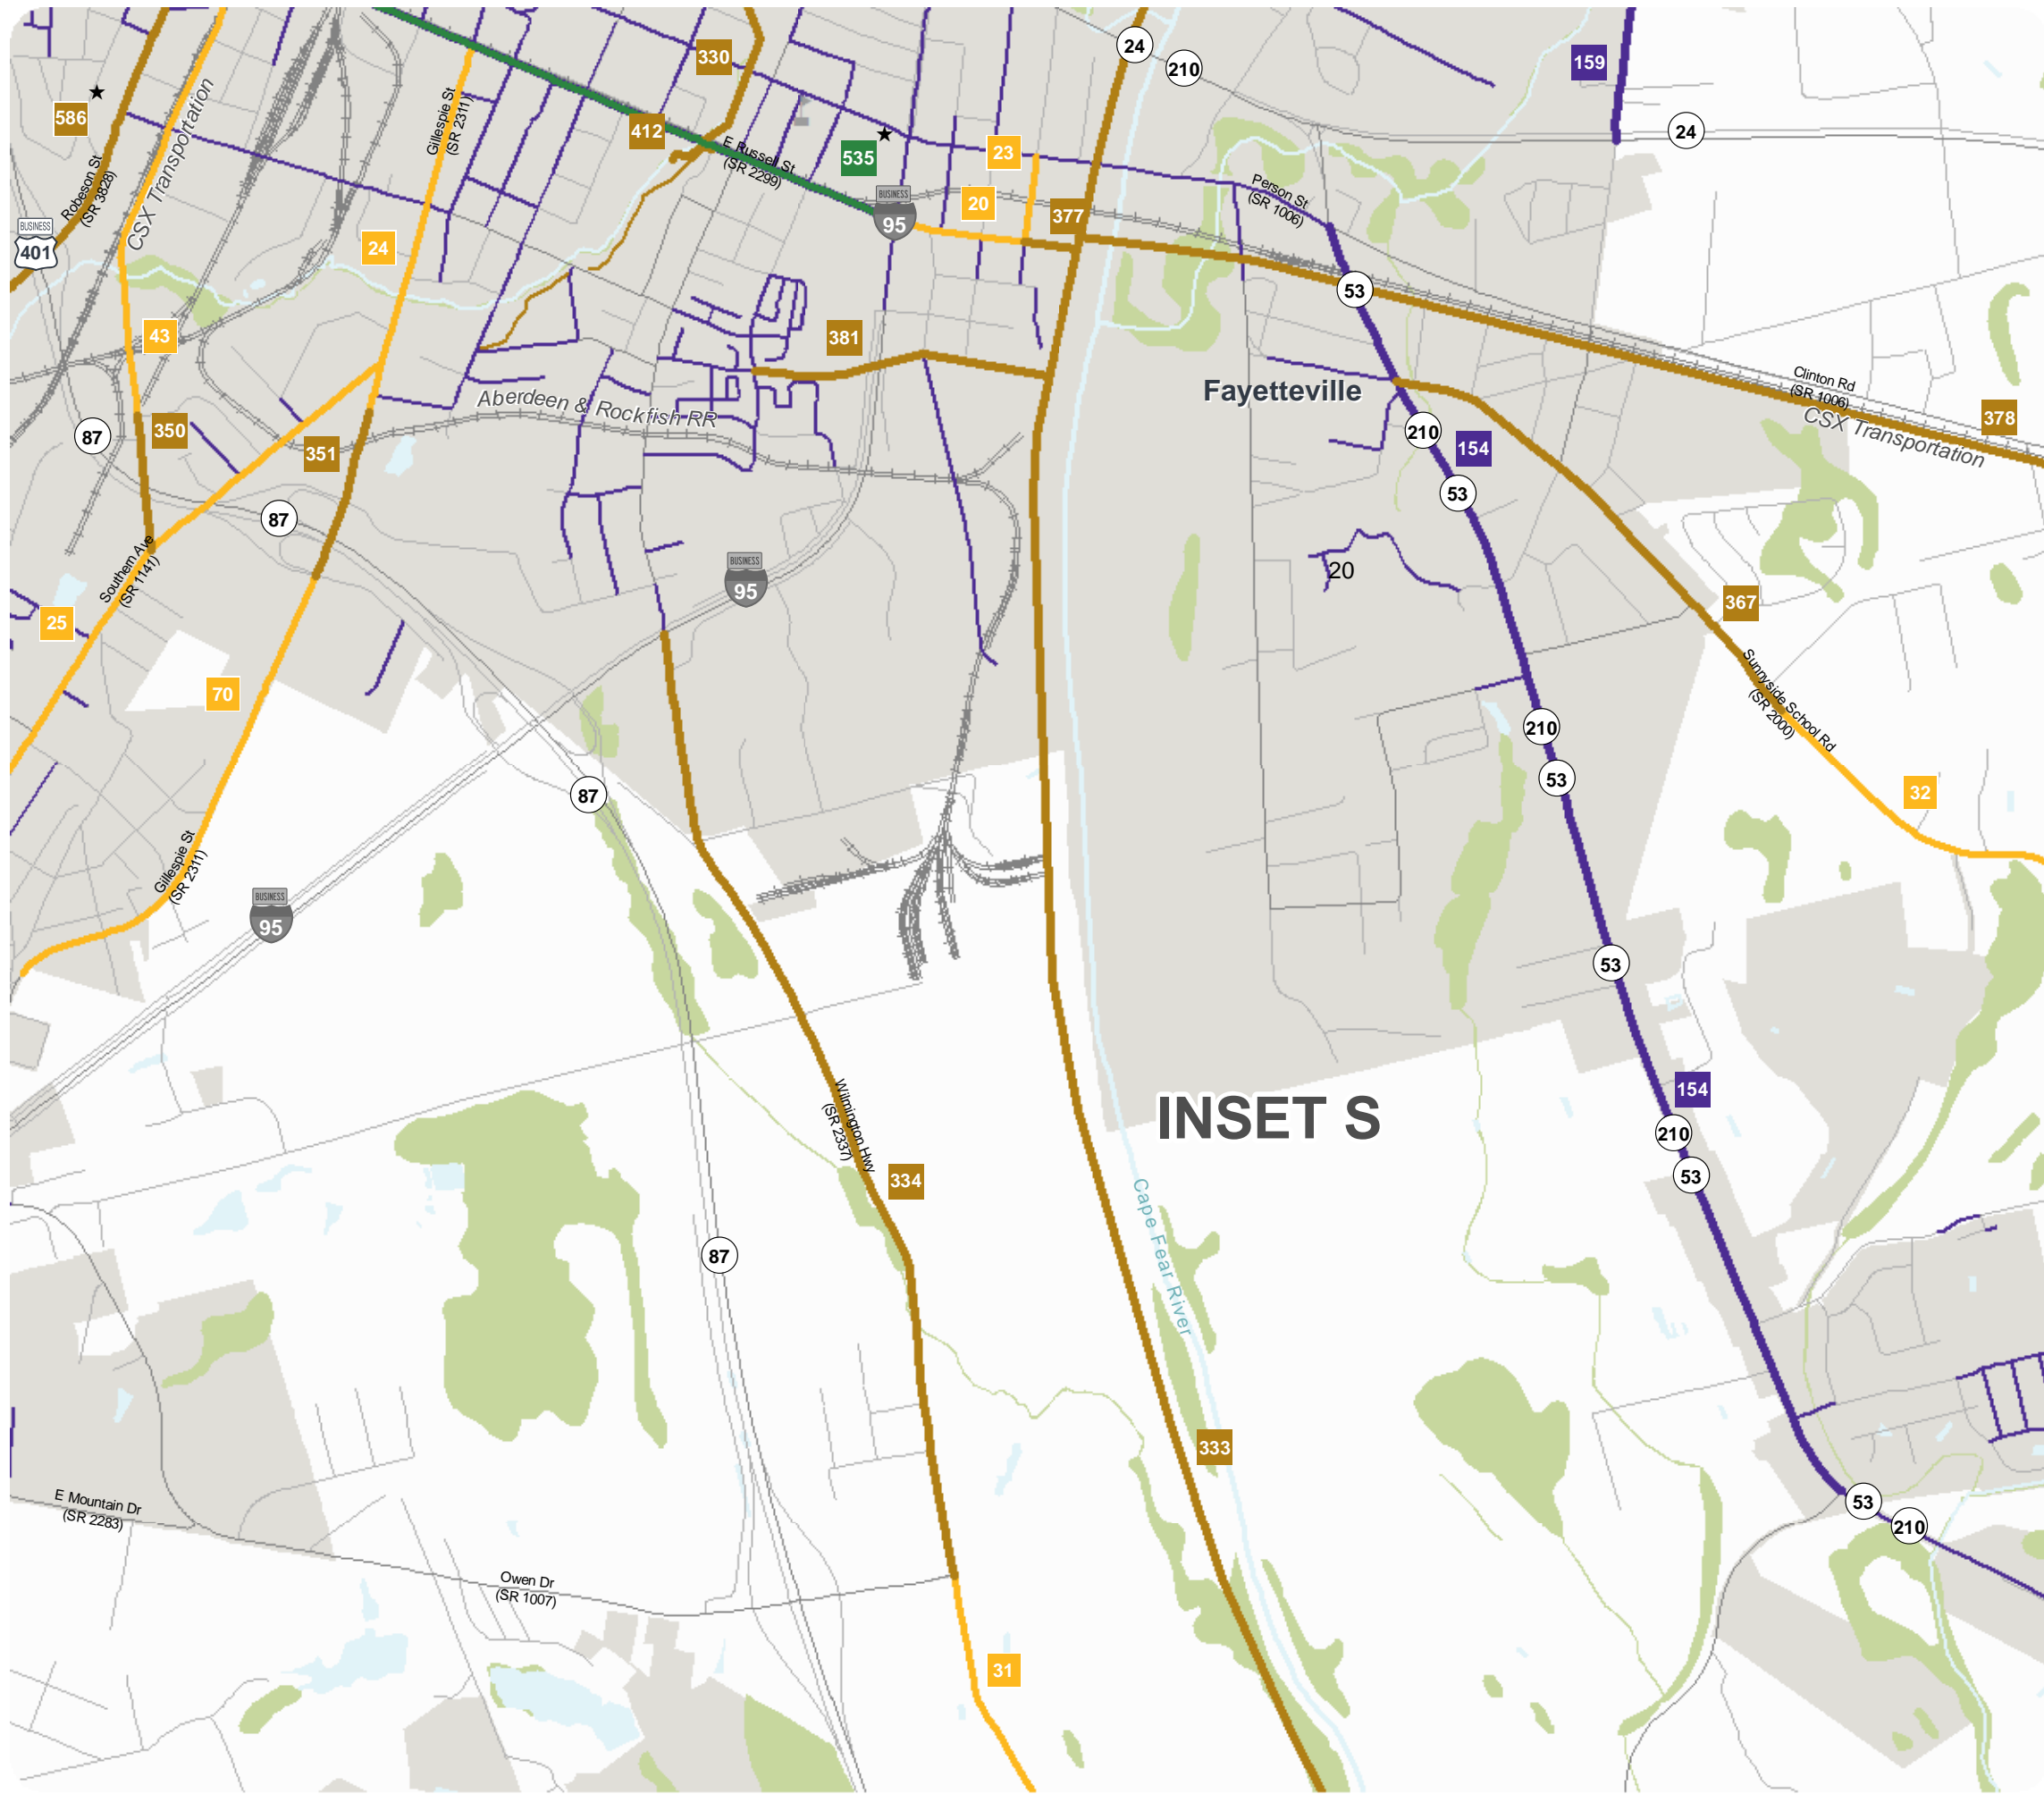 330
24
210
159
586
412
24
E Russell St
(SR 2299)
535
23
Gillespie St
(SR 2311)
CSX Transportation
Robeson St
(SR 3828)
Person St
(SR 1006)
BUSINESS
95
20
377
BUSINESS
401
24
53
43
381
Fayetteville
Clinton Rd
(SR 1006)
CSX Transportation
378
Aberdeen & Rockfish RR
87
350
351
210
154
53
87
Southern Ave
(SR 1141)
BUSINESS
95
20
367
25
70
Sunnyside School Rd
(SR 2000)
210
53
32
87
Gillespie St
(SR 2311)
BUSINESS
95
53
154
INSET S
210
53
Wilmington Hwy
(SR 2337)
334
Cape Fear River
87
333
E Mountain Dr
(SR 2283)
53
210
Owen Dr
(SR 1007)
31